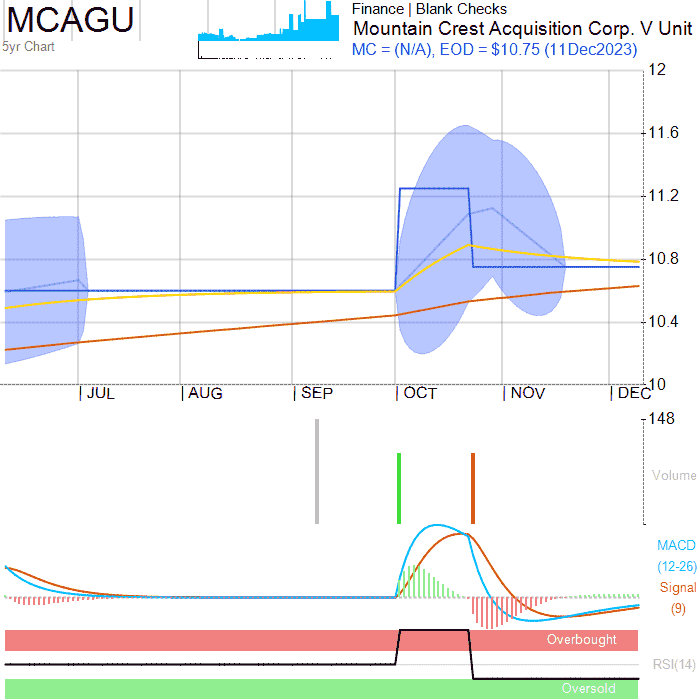 MCAGU
5yr Chart
Finance | Blank Checks
Mountain Crest Acquisition Corp. V Unit
MC = (N/A), EOD = $10.75 (11Dec2023)
12
11.6
11.2
10.8
10.4
10
| JUL | AUG | SEP | OCT | NOV | DEC
148
Volume
MACD
(12-26)
Signal
(9)
Overbought
RSI(14)
Oversold